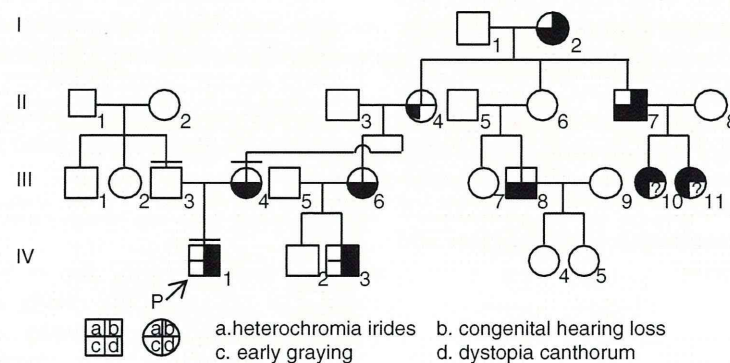 I
1 2
II
1 2 3 4 5 6 7 8
III
1 2 3 4 5 6 7 8 9 ? 10 ? 11
IV
1 2 3 4 5
P
a b a b a.heterochromia irides b. congenital hearing loss
c d c d c. early graying d. dystopia canthorum